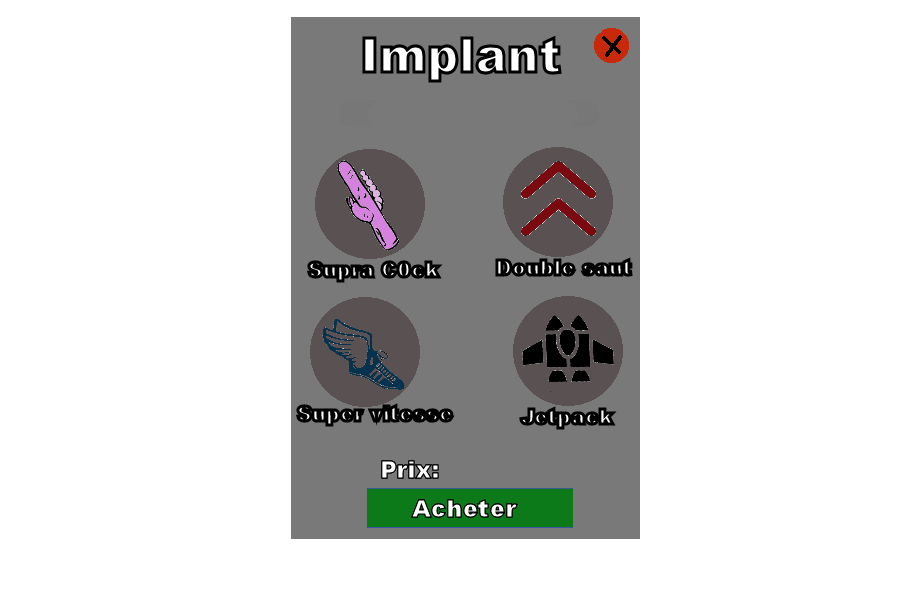 Implant
Supra C0ck
Double saut
Super vitesse
Jetpack
Prix:
Acheter